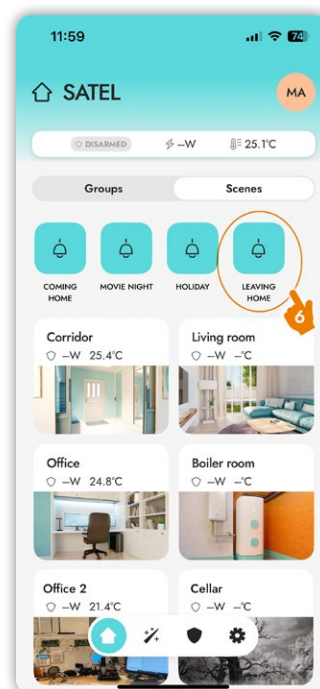 11:59
74
SATEL
MA
DISARMED
–W
25.1°C
Groups
Scenes
COMING HOME
MOVIE NIGHT
HOLIDAY
LEAVING HOME
6
Corridor
–W 25.4°C
Living room
–W –°C
Office
–W 24.8°C
Boiler room
–W –°C
Office 2
–W 21.4°C
Cellar
–W –°C